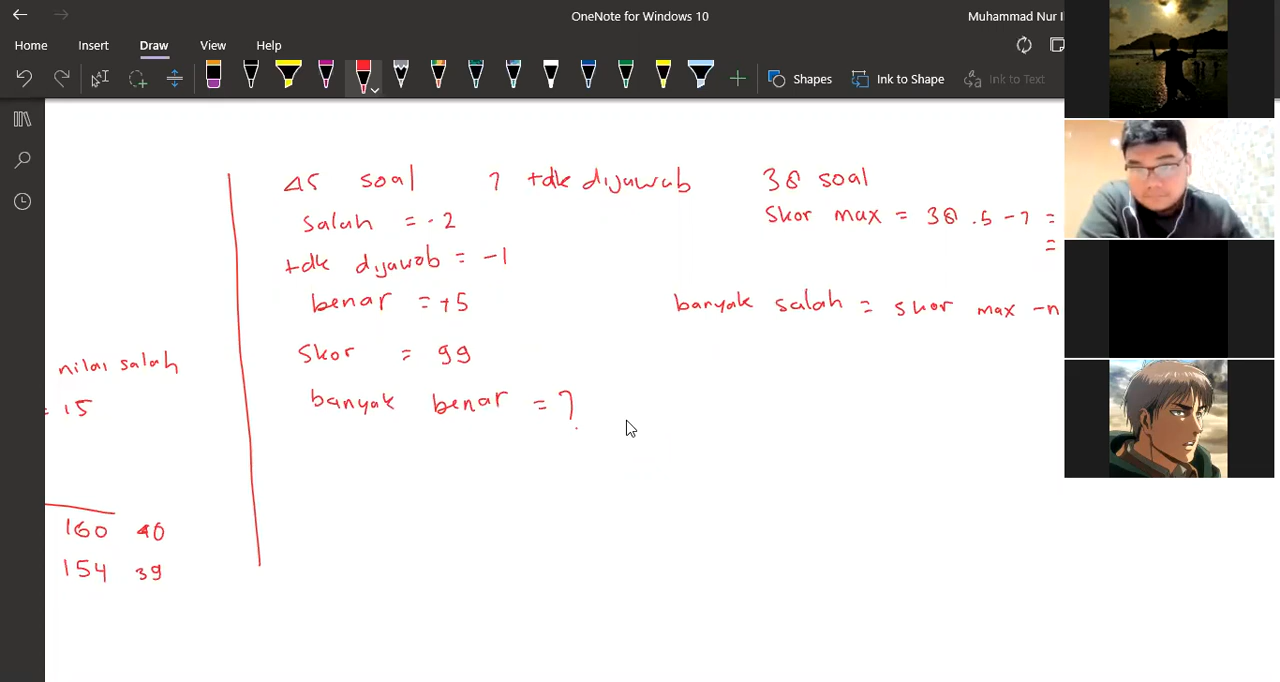 OneNote for Windows 10
Muhammad Nur I
Home Insert Draw View Help
Shapes Ink to Shape Ink to Text
45 soal 7 tdk dijawab
salah = -2
tdk dijawab = -1
benar = +5
skor = 99
banyak benar = ?
38 soal
Skor max = 38 .5 - 7 =
=
banyak salah = skor max - n
nilai salah
= 15
160 40
154 39